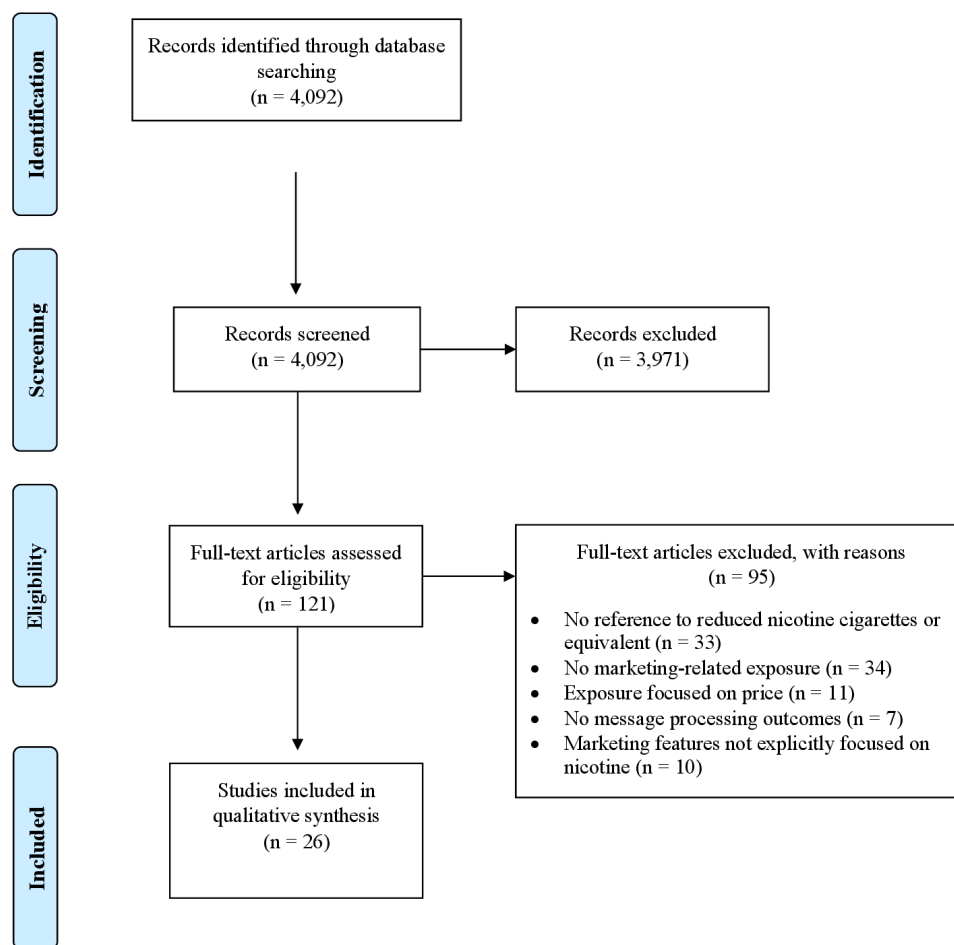 Identification
Records identified through database
searching
(n = 4,092)
Screening
Records screened
(n = 4,092)
Records excluded
(n = 3,971)
Eligibility
Full-text articles assessed
for eligibility
(n = 121)
Full-text articles excluded, with reasons
(n = 95)
• No reference to reduced nicotine cigarettes or
equivalent (n = 33)
• No marketing-related exposure (n = 34)
• Exposure focused on price (n = 11)
• No message processing outcomes (n = 7)
• Marketing features not explicitly focused on
nicotine (n = 10)
Included
Studies included in
qualitative synthesis
(n = 26)